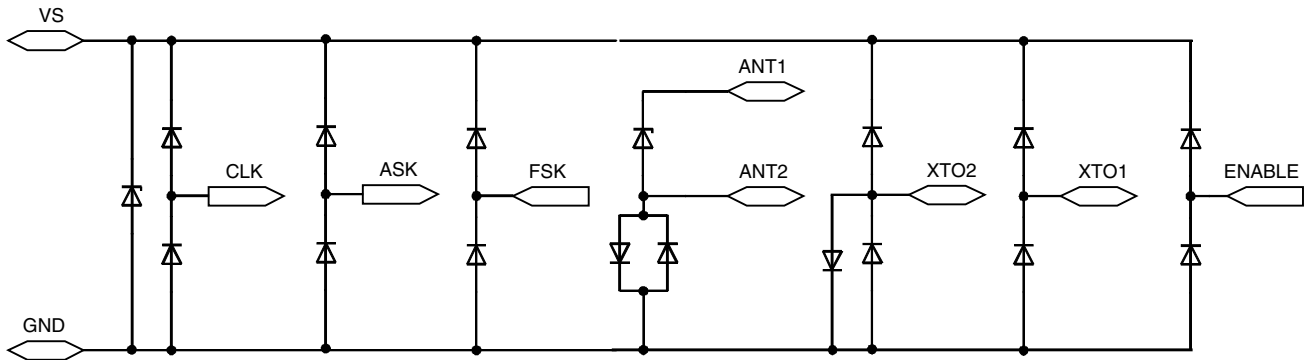 VS
ANT1
CLK
ASK
FSK
ANT2
XTO2
XTO1
ENABLE
GND